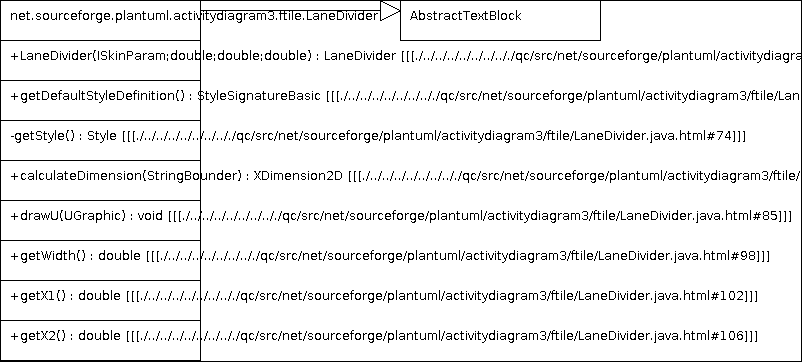 net.sourceforge.plantuml.activitydiagram3.ftile.LaneDivider
AbstractTextBlock
+LaneDivider(ISkinParam;double;double;double) : LaneDivider [[[./../../../../../../../../qc/src/net/sourceforge/plantuml/activitydiagra
+getDefaultStyleDefinition() : StyleSignatureBasic [[[./../../../../../../../../qc/src/net/sourceforge/plantuml/activitydiagram3/ftile/Lan
-getStyle() : Style [[[./../../../../../../../../qc/src/net/sourceforge/plantuml/activitydiagram3/ftile/LaneDivider.java.html#74]]]
+calculateDimension(StringBounder) : XDimension2D [[[./../../../../../../../../qc/src/net/sourceforge/plantuml/activitydiagram3/ftile/
+drawU(UGraphic) : void [[[./../../../../../../../../qc/src/net/sourceforge/plantuml/activitydiagram3/ftile/LaneDivider.java.html#85]]]
+getWidth() : double [[[./../../../../../../../../qc/src/net/sourceforge/plantuml/activitydiagram3/ftile/LaneDivider.java.html#98]]]
+getX1() : double [[[./../../../../../../../../qc/src/net/sourceforge/plantuml/activitydiagram3/ftile/LaneDivider.java.html#102]]]
+getX2() : double [[[./../../../../../../../../qc/src/net/sourceforge/plantuml/activitydiagram3/ftile/LaneDivider.java.html#106]]]